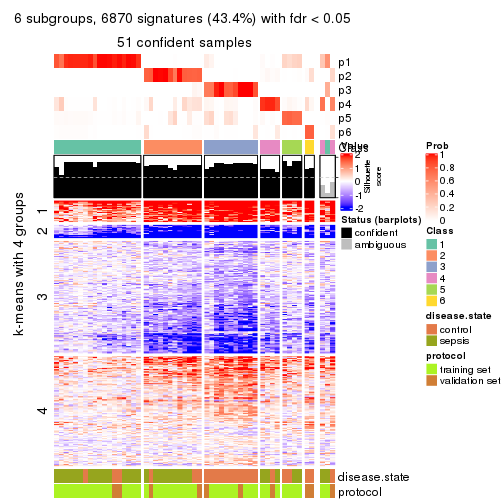 6 subgroups, 6870 signatures (43.4%) with fdr < 0.05
51 confident samples
p1
p2
p3
p4
p5
p6
Class
1
2
3
4
k-means with 4 groups
disease.state
protocol
Value
2
1
0
-1
-2
Silhouette
score
Status (barplots)
confident
ambiguous
Prob
1
0.8
0.6
0.4
0.2
0
Class
1
2
3
4
5
6
disease.state
control
sepsis
protocol
training set
validation set